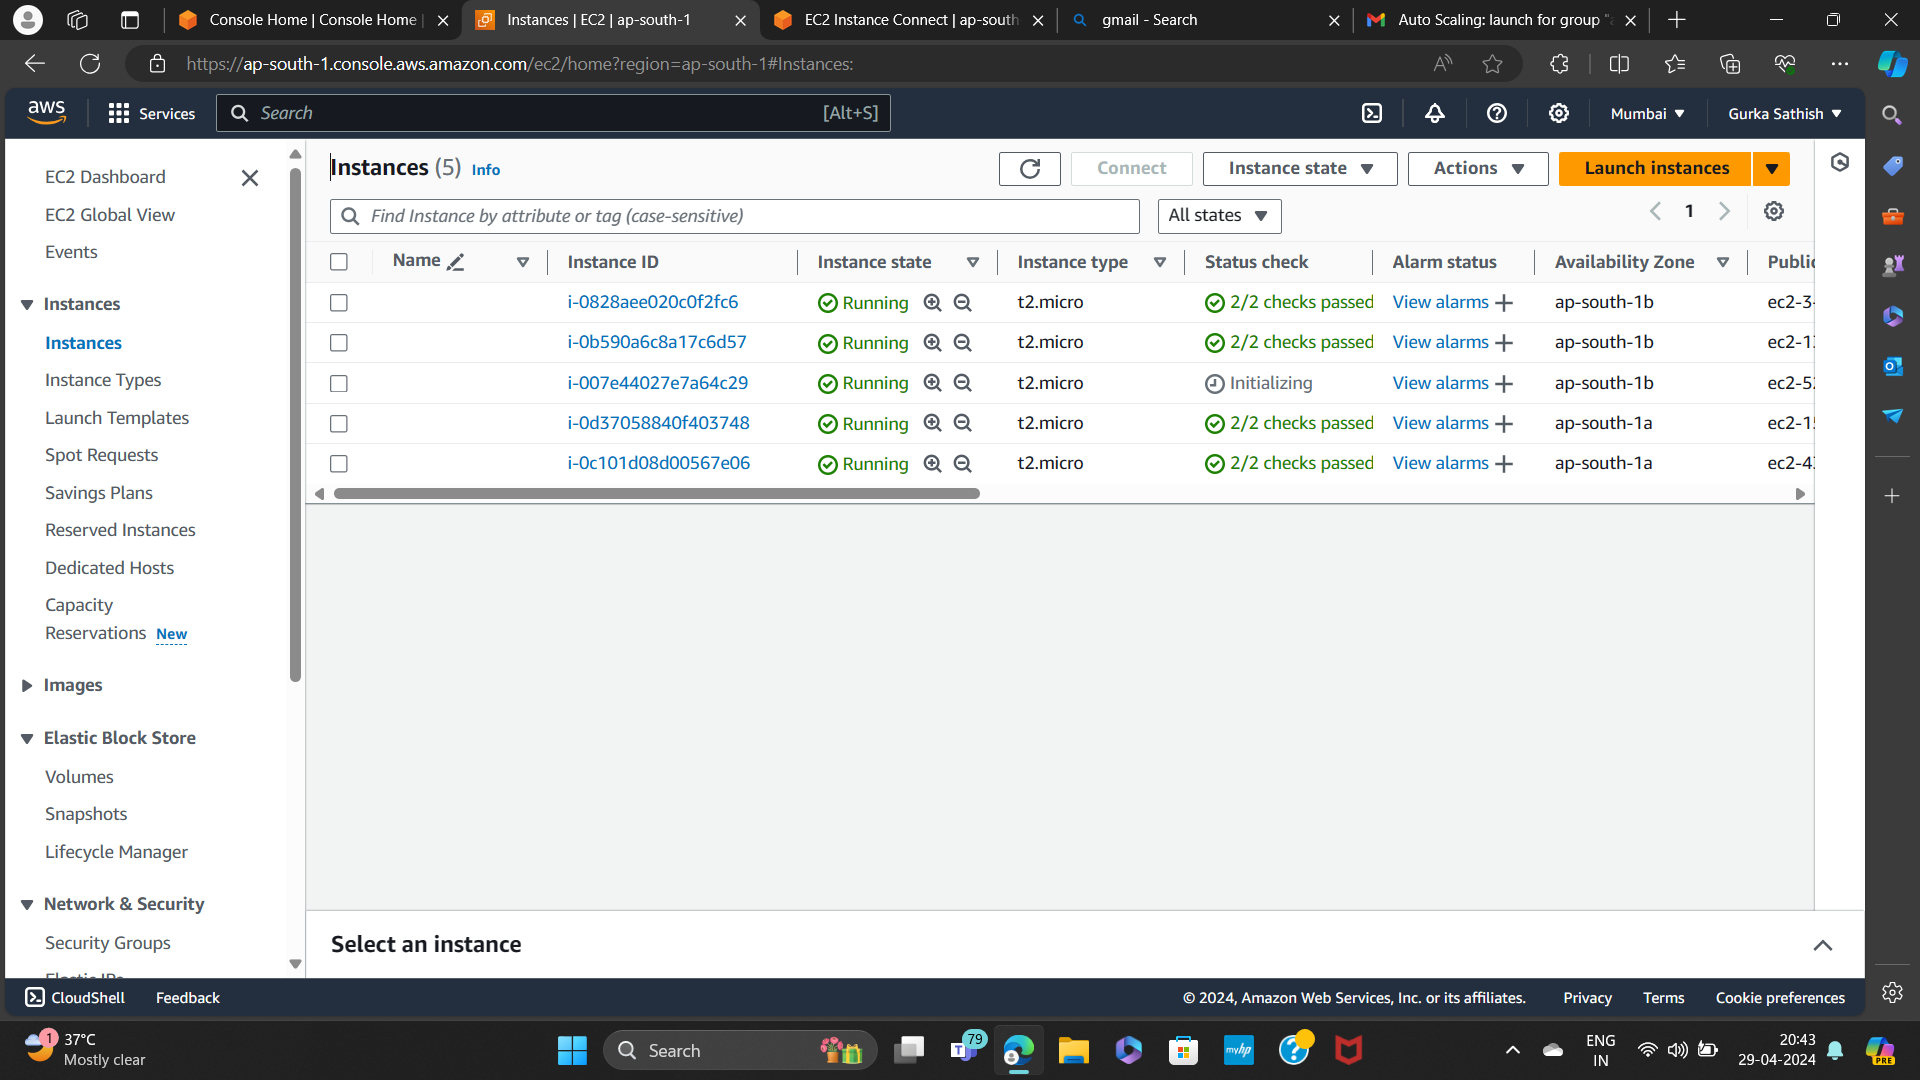 Console Home | Console Home |
Instances | EC2 | ap-south-1
EC2 Instance Connect | ap-south
gmail - Search
Auto Scaling: launch for group "a
https://ap-south-1.console.aws.amazon.com/ec2/home?region=ap-south-1#Instances:
aws
Services
Search
[Alt+S]
Mumbai
Gurka Sathish
EC2 Dashboard
EC2 Global View
Events
Instances
Instances
Instance Types
Launch Templates
Spot Requests
Savings Plans
Reserved Instances
Dedicated Hosts
Capacity
Reservations New
Images
Elastic Block Store
Volumes
Snapshots
Lifecycle Manager
Network & Security
Security Groups
Elastic IPs
Instances (5) Info
Connect
Instance state
Actions
Launch instances
Find Instance by attribute or tag (case-sensitive)
All states
1
Name Instance ID Instance state Instance type Status check Alarm status Availability Zone Public
i-0828aee020c0f2fc6 Running t2.micro 2/2 checks passed View alarms ap-south-1b ec2-3-
i-0b590a6c8a17c6d57 Running t2.micro 2/2 checks passed View alarms ap-south-1b ec2-13
i-007e44027e7a64c29 Running t2.micro Initializing View alarms ap-south-1b ec2-52
i-0d37058840f403748 Running t2.micro 2/2 checks passed View alarms ap-south-1a ec2-15
i-0c101d08d00567e06 Running t2.micro 2/2 checks passed View alarms ap-south-1a ec2-43
Select an instance
CloudShell Feedback © 2024, Amazon Web Services, Inc. or its affiliates. Privacy Terms Cookie preferences
1
37°C
Mostly clear
Search
79
myhp
ENG
IN
20:43
29-04-2024
PRE